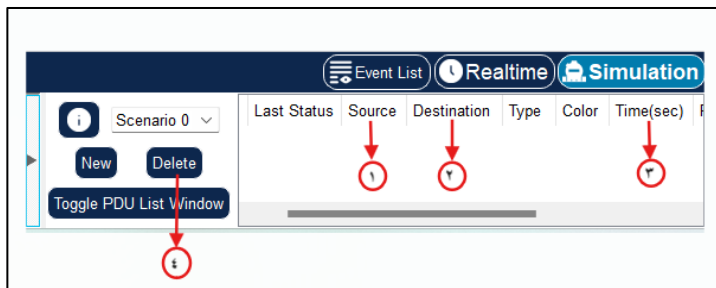 Event List Realtime Simulation
Scenario 0 Last Status Source Destination Type Color Time(sec)
New Delete ١ ٢ ٣
Toggle PDU List Window
٤